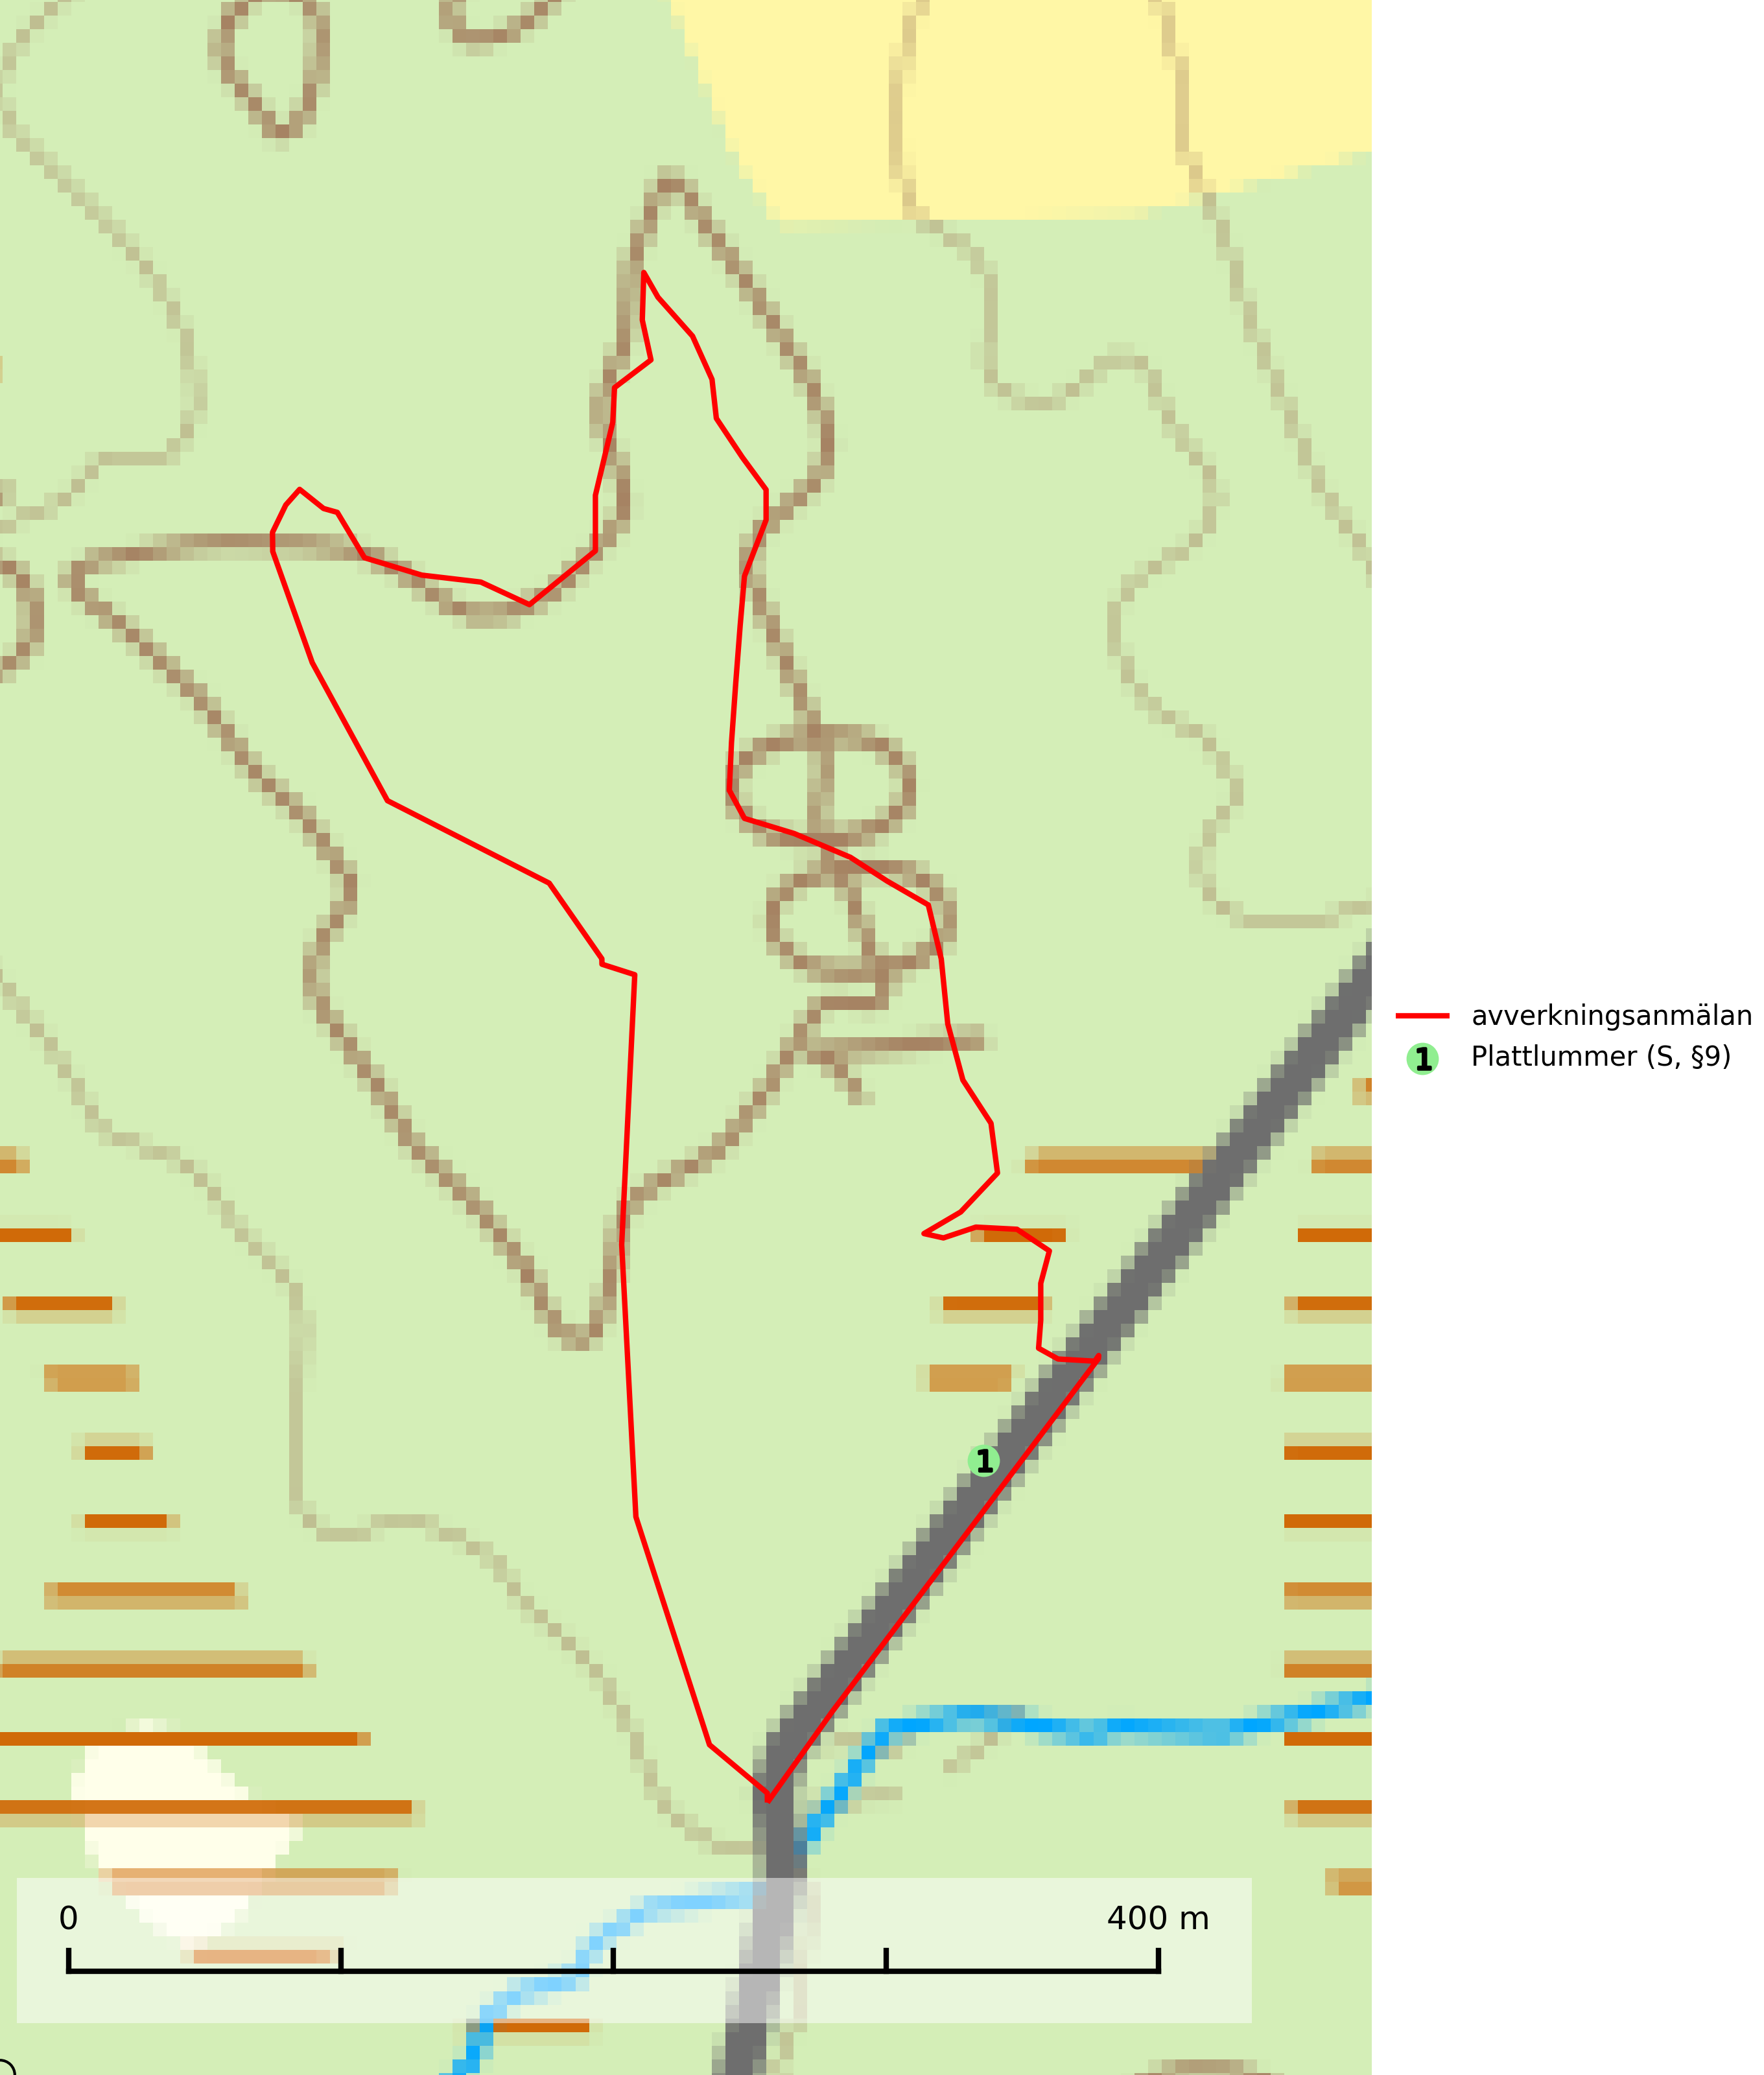 avverkningsanmälan
1 Plattlummer (S, §9)
1
0 400 m